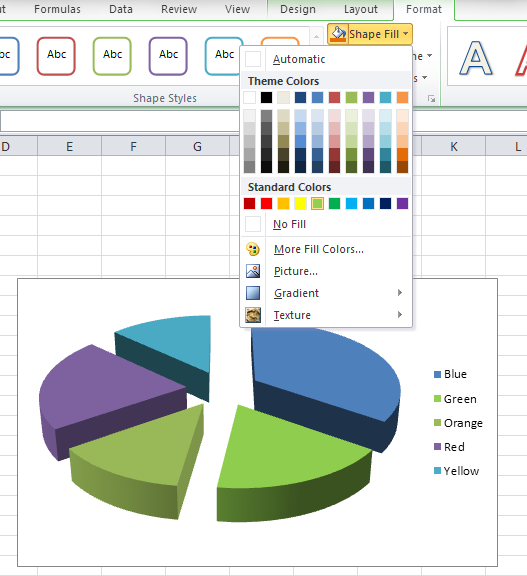 Formulas Data Review View Design Layout Format
Abc Abc Abc Abc Shape Fill
Shape Styles
Automatic
Theme Colors
Standard Colors
No Fill
More Fill Colors...
Picture...
Gradient
Texture
D E F G K L
Blue
Green
Orange
Red
Yellow